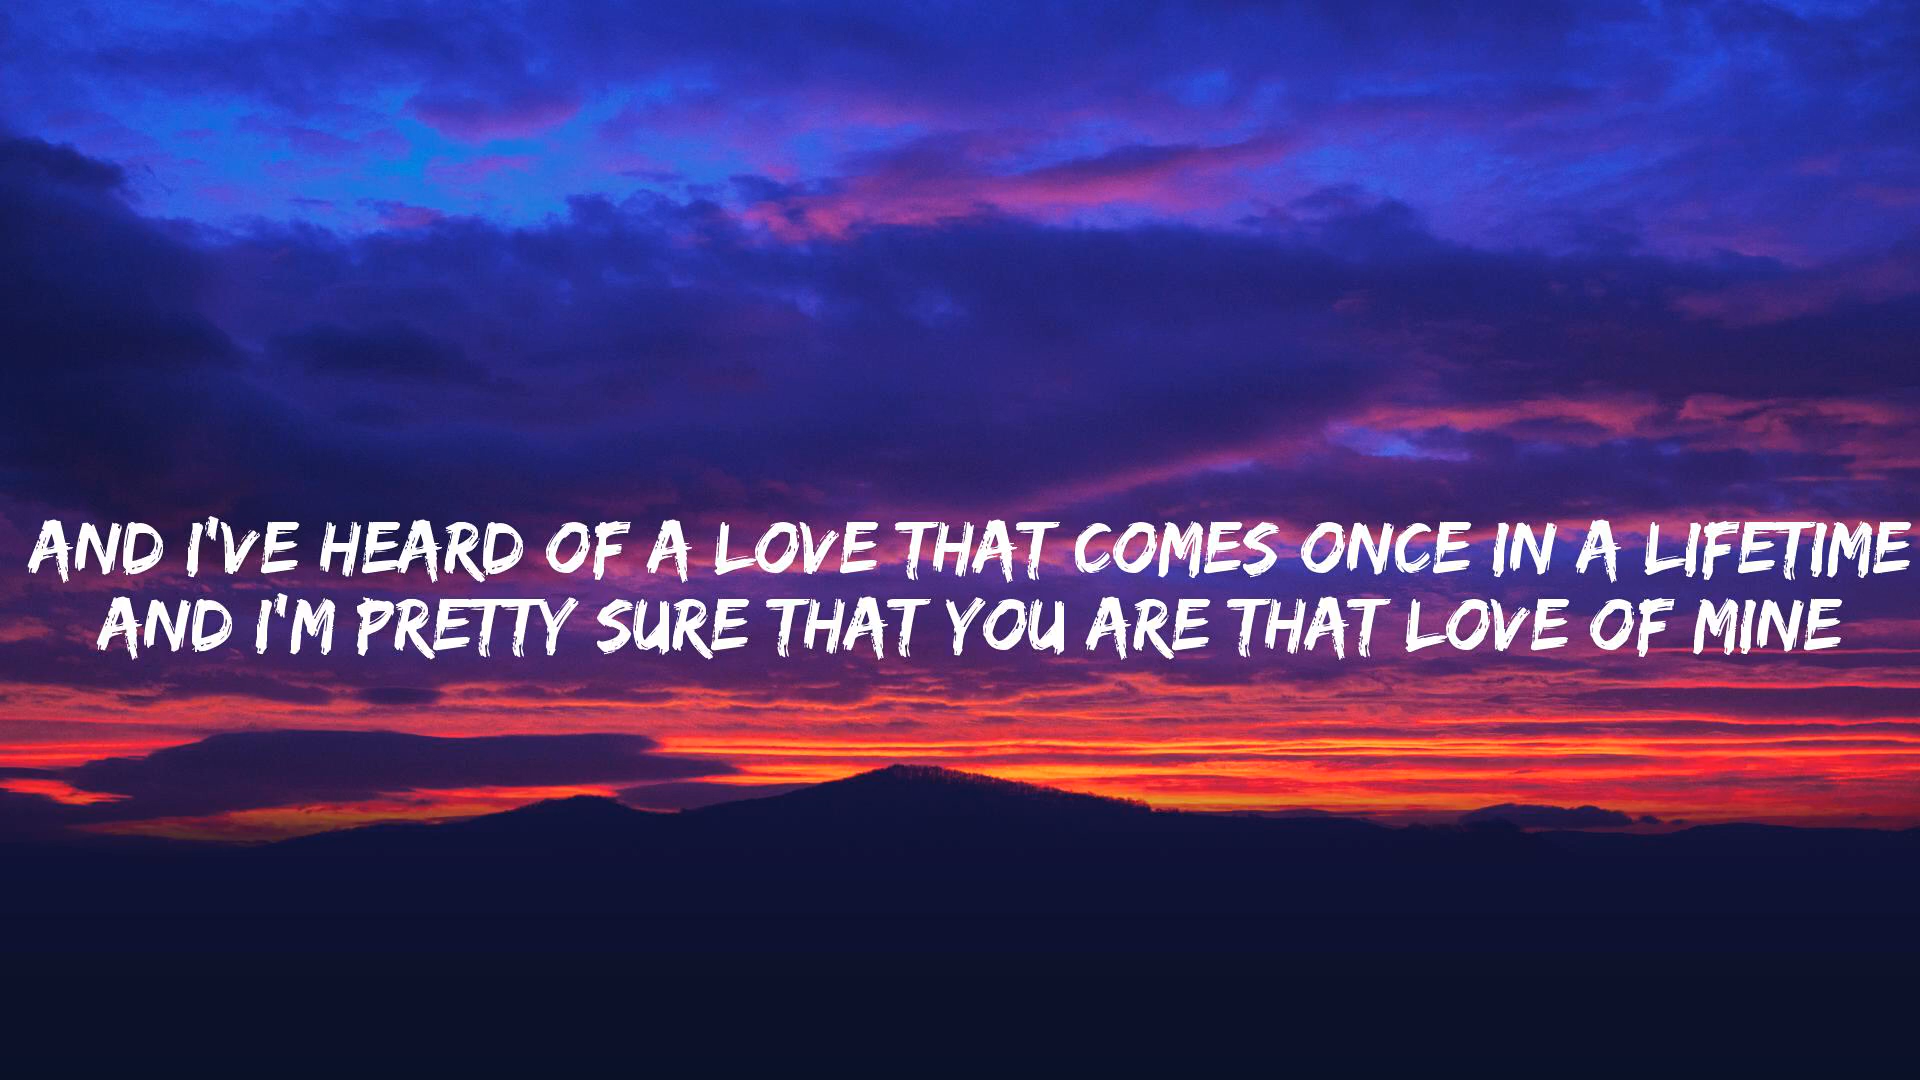 AND I'VE HEARD OF A LOVE THAT COMES ONCE IN A LIFETIME
AND I'M PRETTY SURE THAT YOU ARE THAT LOVE OF MINE